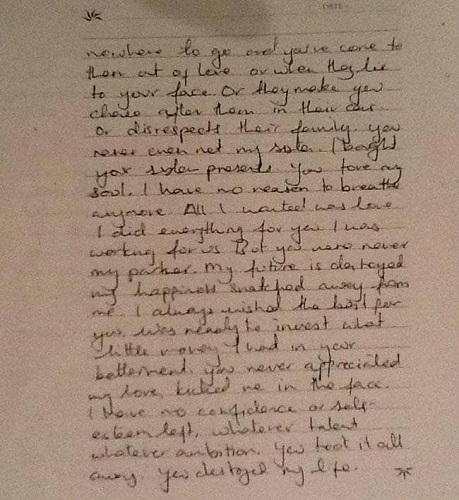 DATE:
nowhere to go and you've come to
them out of love or when they lie
to your face. Or they make you
chase after them in their car.
Or disrespects their family. you
never even met my sister. I bought
your sister presents. You tore my
soul. I have no reason to breathe
anymore. All I wanted was love.
I did everything for you I was
working for us. But you were never
my partner. My future is destroyed
my happiness snatched away from
me. I always wished the best for
you, was ready to invest what
little money I had in your
betterment. you never appreciated
my love, kicked me in the face.
I have no confidence or self-
esteem left, whatever talent
whatever ambition. You took it all
away. You destroyed my life.